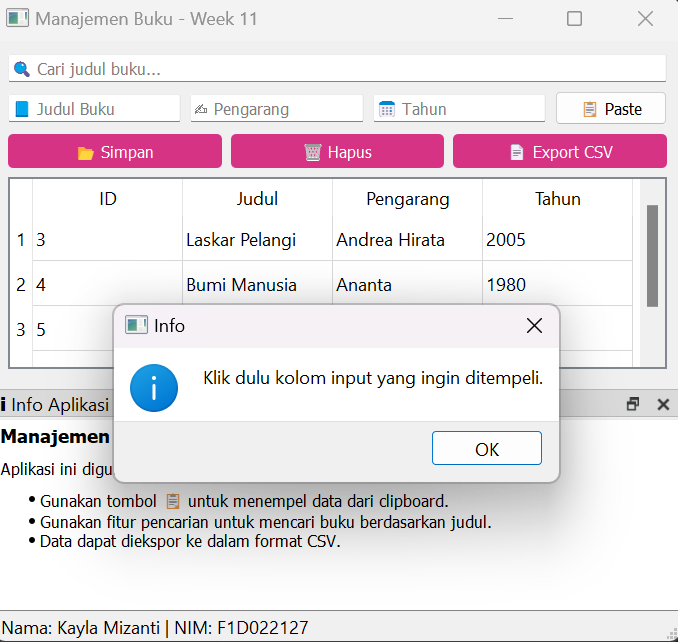 Manajemen Buku - Week 11
Cari judul buku...
Judul Buku Pengarang Tahun Paste
Simpan Hapus Export CSV
ID Judul Pengarang Tahun
1 3 Laskar Pelangi Andrea Hirata 2005
2 4 Bumi Manusia Ananta 1980
3 5
Info
Klik dulu kolom input yang ingin ditempeli.
OK
Info Aplikasi
Manajemen
Aplikasi ini digu
• Gunakan tombol 📋 untuk menempel data dari clipboard.
• Gunakan fitur pencarian untuk mencari buku berdasarkan judul.
• Data dapat diekspor ke dalam format CSV.
Nama: Kayla Mizanti | NIM: F1D022127